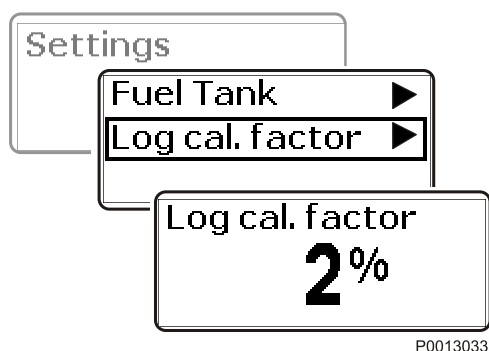 Settings
Fuel Tank
Log cal. factor
Log cal. factor
2%
P0013033